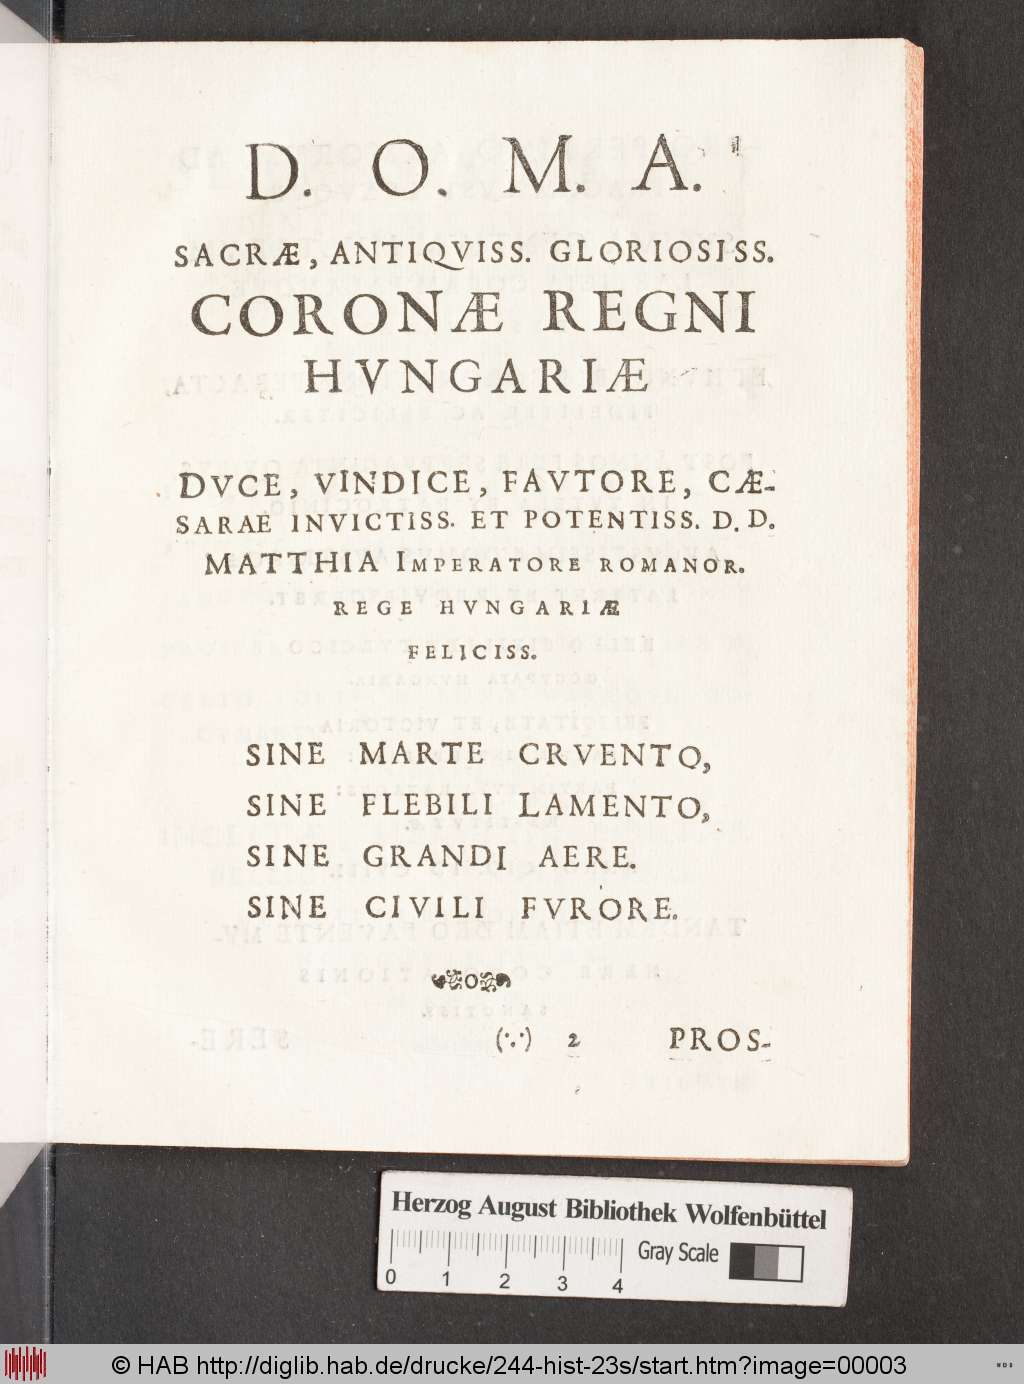 D. O. M. A.
SACRÆ, ANTIQVISS. GLORIOSISS.
CORONÆ REGNI
HVNGARIÆ
DVCE, VINDICE, FAVTORE, CÆ-
SARAE INVICTISS. ET POTENTISS. D. D.
MATTHIA IMPERATORE ROMANOR.
REGE HVNGARIÆ
FELICISS.
SINE MARTE CRVENTO,
SINE FLEBILI LAMENTO,
SINE GRANDI AERE.
SINE CIVILI FVRORE.
(∵) 2 PROS-
Herzog August Bibliothek Wolfenbüttel
Gray Scale
0 1 2 3 4
© HAB http://diglib.hab.de/drucke/244-hist-23s/start.htm?image=00003